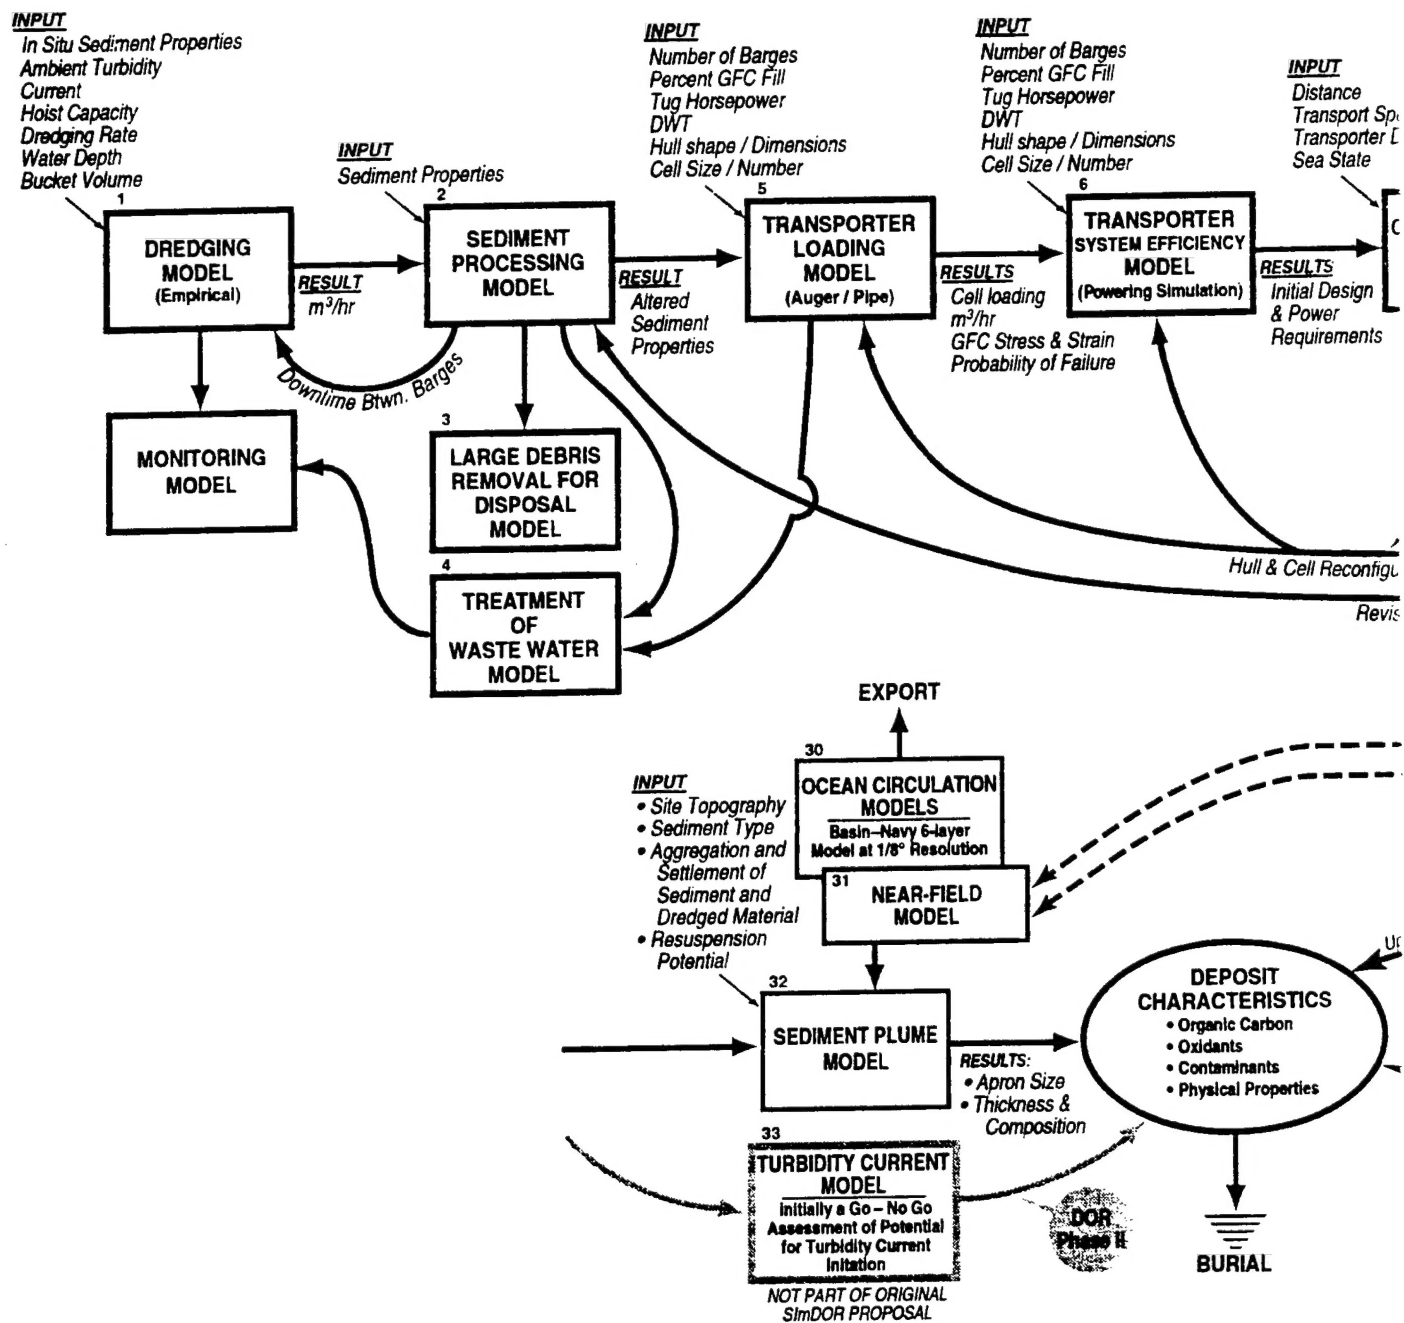 INPUT
In Situ Sediment Properties
Ambient Turbidity
Current
Hoist Capacity
Dredging Rate
Water Depth
Bucket Volume
1
DREDGING
MODEL
(Empirical)
RESULT
m³/hr
MONITORING
MODEL
Downtime Btwn. Barges
INPUT
Sediment Properties
2
SEDIMENT
PROCESSING
MODEL
RESULT
Altered
Sediment
Properties
3
LARGE DEBRIS
REMOVAL FOR
DISPOSAL
MODEL
4
TREATMENT
OF
WASTE WATER
MODEL
INPUT
Number of Barges
Percent GFC Fill
Tug Horsepower
DWT
Hull shape / Dimensions
Cell Size / Number
5
TRANSPORTER
LOADING
MODEL
(Auger / Pipe)
RESULTS
Cell loading
m³/hr
GFC Stress & Strain
Probability of Failure
INPUT
Number of Barges
Percent GFC Fill
Tug Horsepower
DWT
Hull shape / Dimensions
Cell Size / Number
6
TRANSPORTER
SYSTEM EFFICIENCY
MODEL
(Powering Simulation)
RESULTS
Initial Design
& Power
Requirements
INPUT
Distance
Transport
Transporter
Sea State
Hull & Cell
EXPORT
30
OCEAN CIRCULATION
MODELS
Basin–Navy 6-layer
Model at 1/8° Resolution
31
NEAR-FIELD
MODEL
INPUT
• Site Topography
• Sediment Type
• Aggregation and
Settlement of
Sediment and
Dredged Material
• Resuspension
Potential
32
SEDIMENT PLUME
MODEL
RESULTS:
• Apron Size
• Thickness &
Composition
DEPOSIT
CHARACTERISTICS
• Organic Carbon
• Oxidants
• Contaminants
• Physical Properties
BURIAL
33
TURBIDITY CURRENT
MODEL
Initially a Go – No Go
Assessment of Potential
for Turbidity Current
Initation
NOT PART OF ORIGINAL
SImDOR PROPOSAL
DOR
Phase II